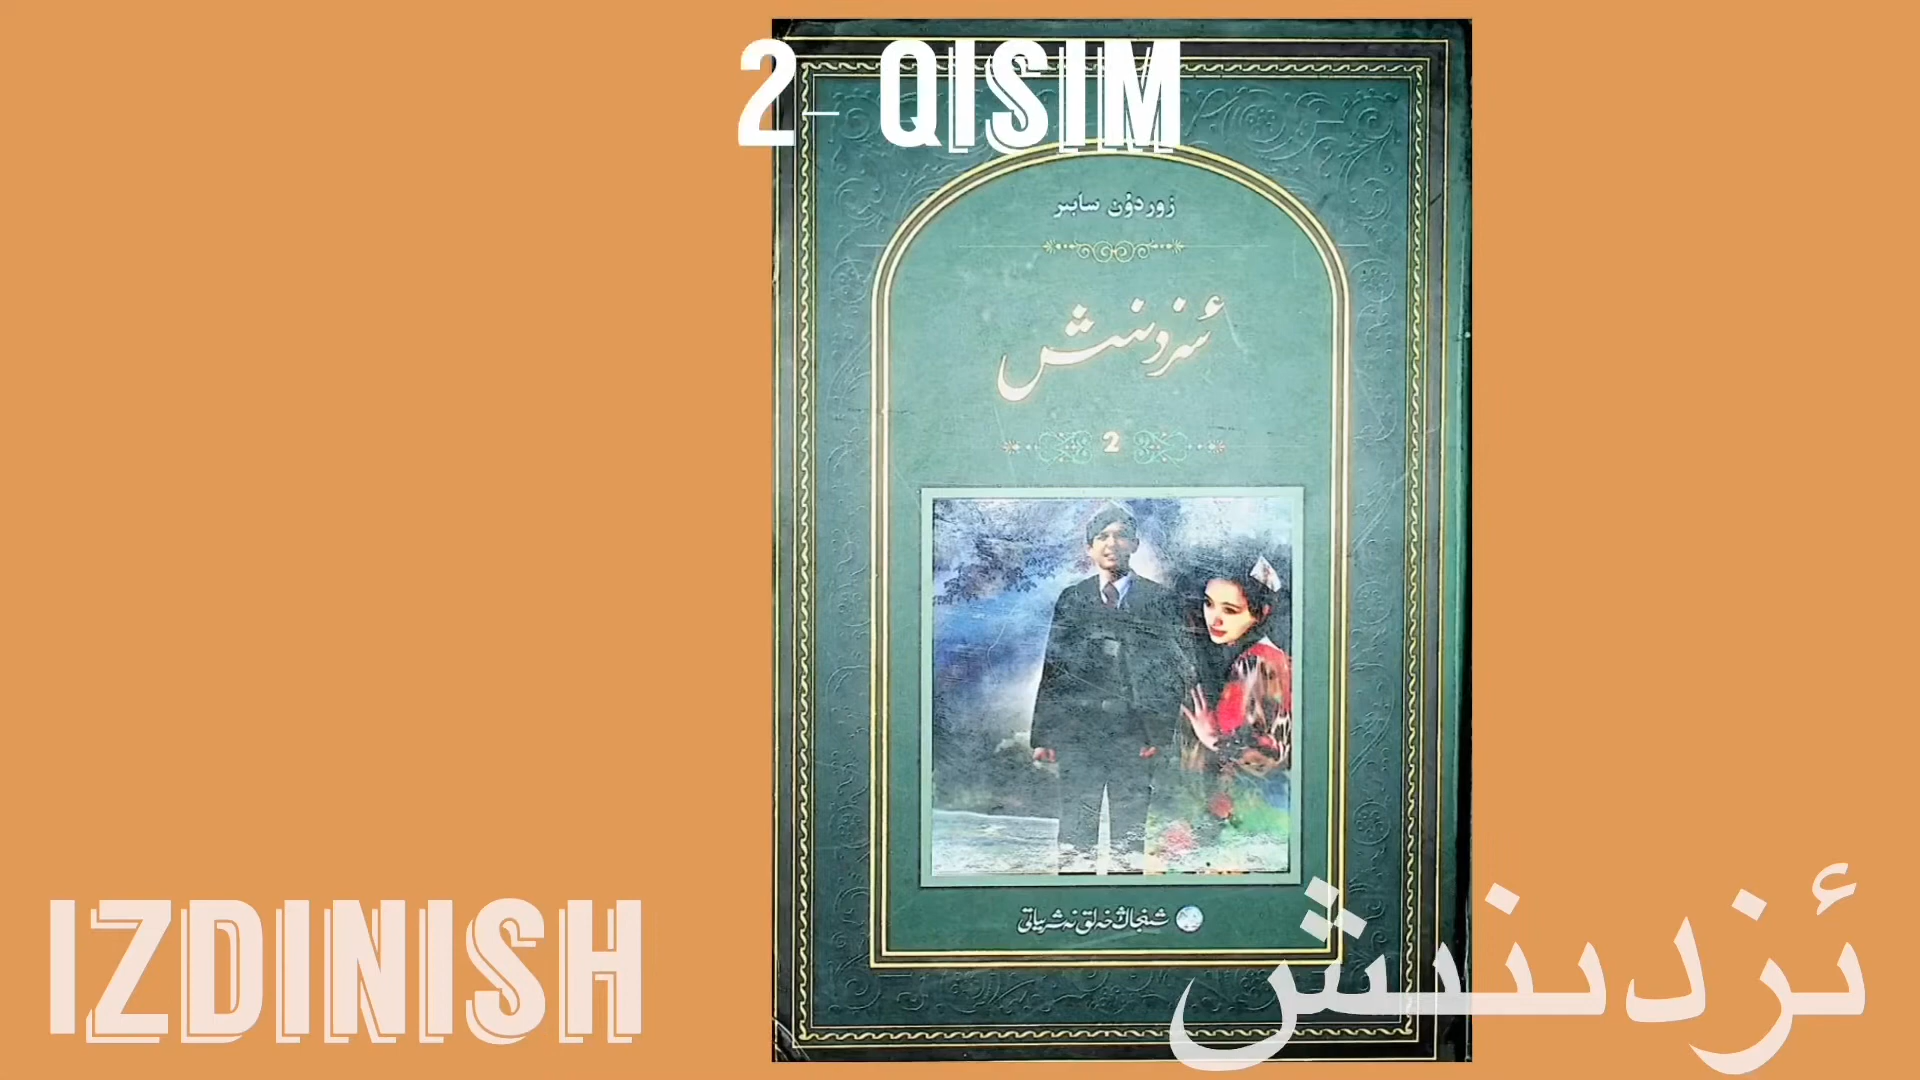 2- QISIM
زوردۇن سابىر
ئىزدىنىش
2
شىنجاڭ خەلق نەشرىياتى
IZDINISH
ئىزدىنىش